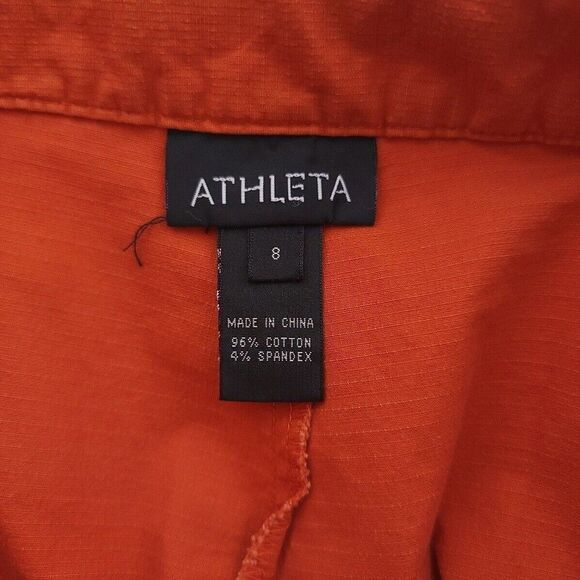 ATHLETA
8
MADE IN CHINA
96% COTTON
4% SPANDEX